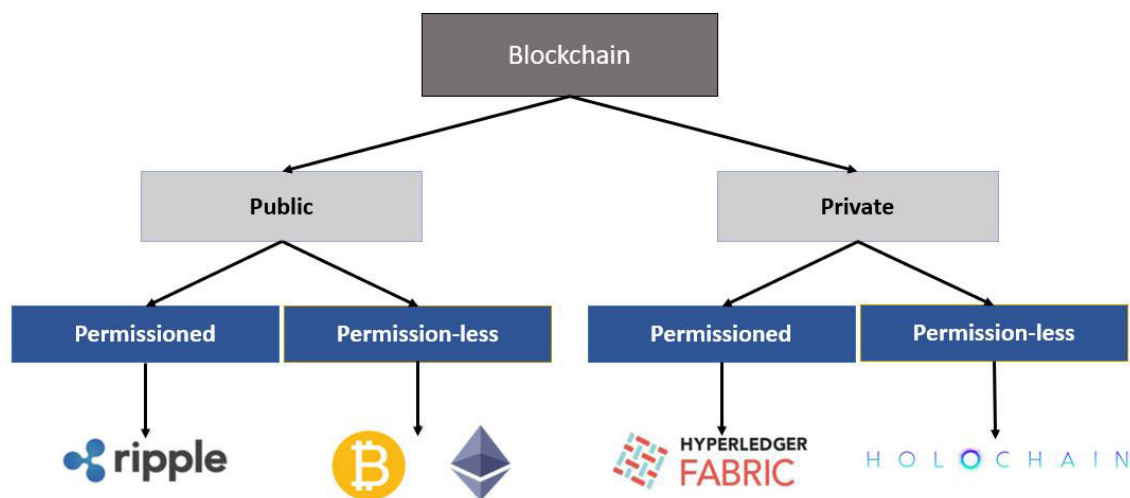 Blockchain
Public
Private
Permissioned
Permission-less
Permissioned
Permission-less
ripple
HYPERLEDGER
FABRIC
HOLOCHAIN